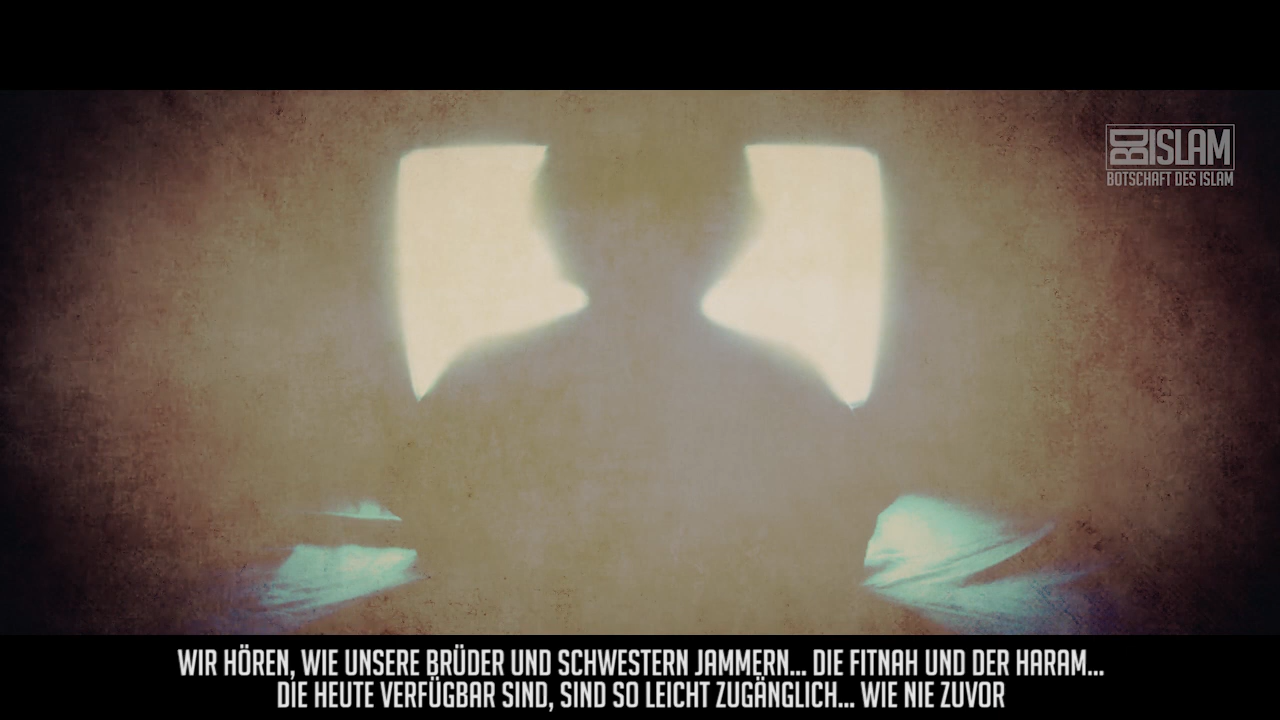 BDISLAM
BOTSCHAFT DES ISLAM
WIR HÖREN, WIE UNSERE BRÜDER UND SCHWESTERN JAMMERN... DIE FITNAH UND DER HARAM...
DIE HEUTE VERFÜGBAR SIND, SIND SO LEICHT ZUGÄNGLICH... WIE NIE ZUVOR